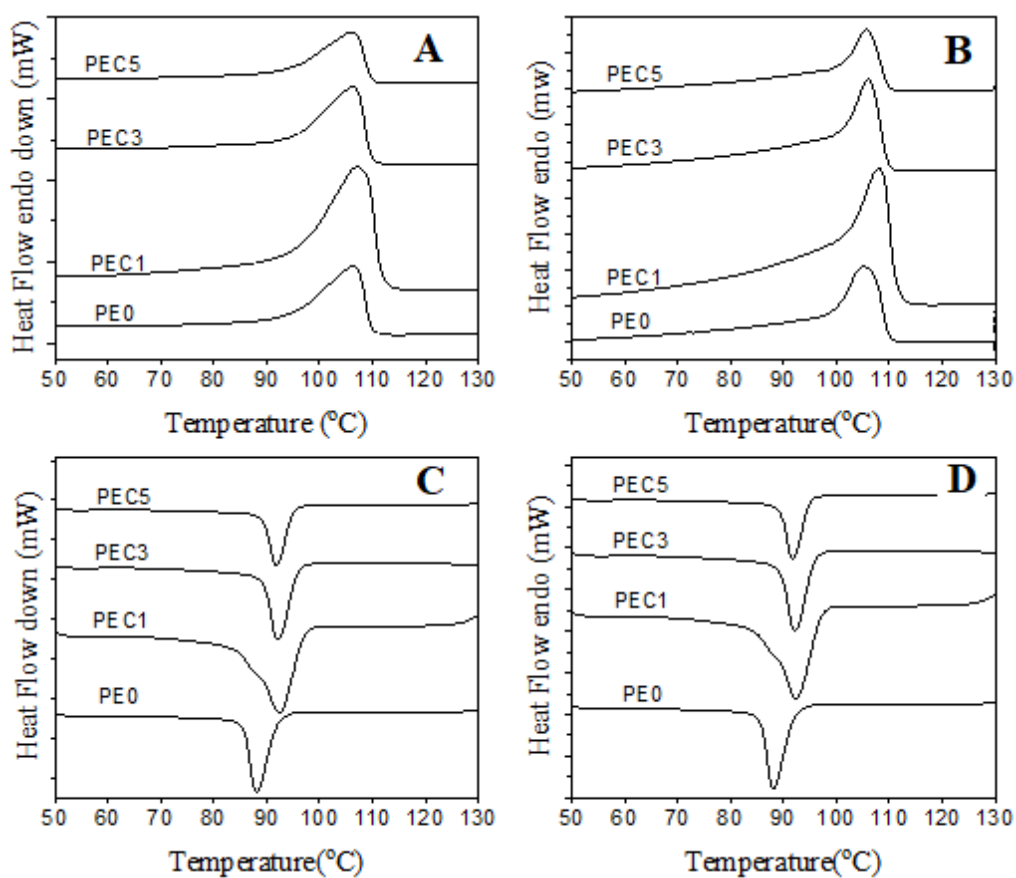 A
Heat Flow endo down (mW)
PEC5
PEC3
PEC1
PE0
50 60 70 80 90 100 110 120 130
Temperature (°C)
B
Heat Flow endo (mw)
PEC5
PEC3
PEC1
PE0
50 60 70 80 90 100 110 120 130
Temperature(°C)
C
Heat Flow down (mW)
PEC5
PEC3
PEC1
PE0
50 60 70 80 90 100 110 120 130
Temperature(°C)
D
Heat Flow endo (mW)
PEC5
PEC3
PEC1
PE0
50 60 70 80 90 100 110 120 130
Temperature(°C)